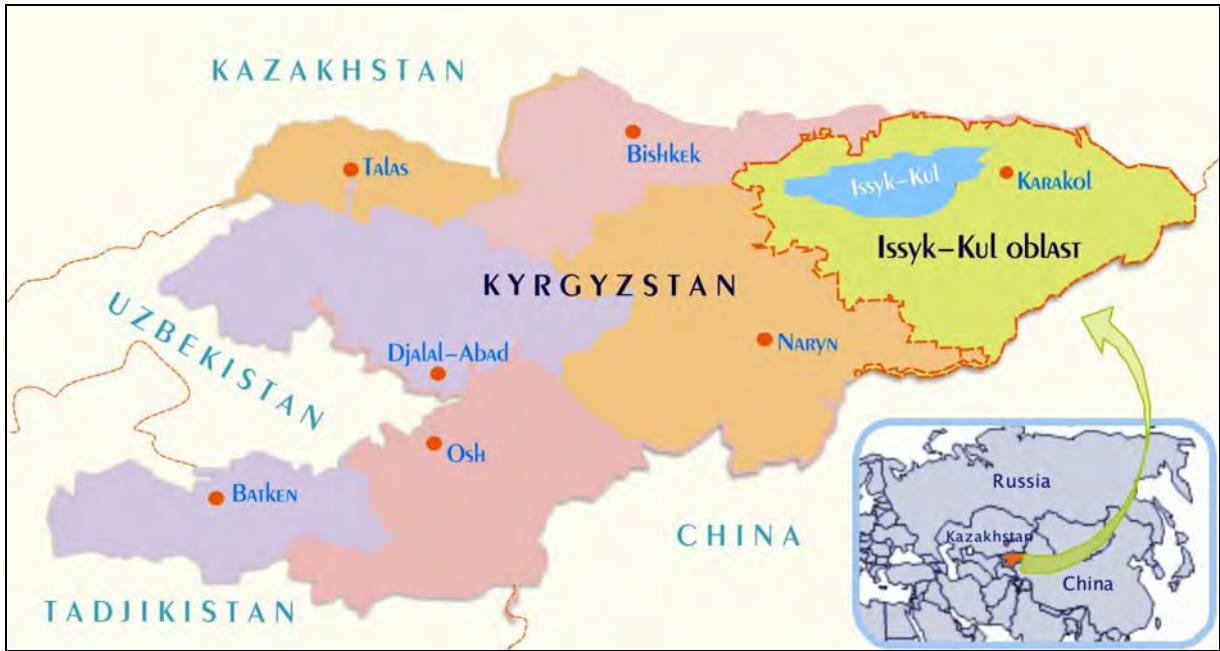 KAZAKHSTAN
Bishkek
Talas
Issyk-Kul
Karakol
Issyk-Kul oblast
KYRGYZSTAN
UZBEKISTAN
Naryn
Djalal-Abad
Osh
Batken
CHINA
TADJIKISTAN
Russia
Kazakhstan
China